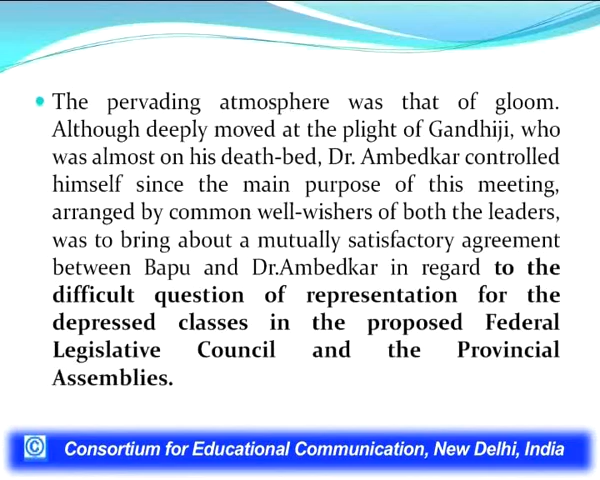 The pervading atmosphere was that of gloom.
Although deeply moved at the plight of Gandhiji, who
was almost on his death-bed, Dr. Ambedkar controlled
himself since the main purpose of this meeting,
arranged by common well-wishers of both the leaders,
was to bring about a mutually satisfactory agreement
between Bapu and Dr.Ambedkar in regard to the
difficult question of representation for the
depressed classes in the proposed Federal
Legislative Council and the Provincial
Assemblies.
© Consortium for Educational Communication, New Delhi, India